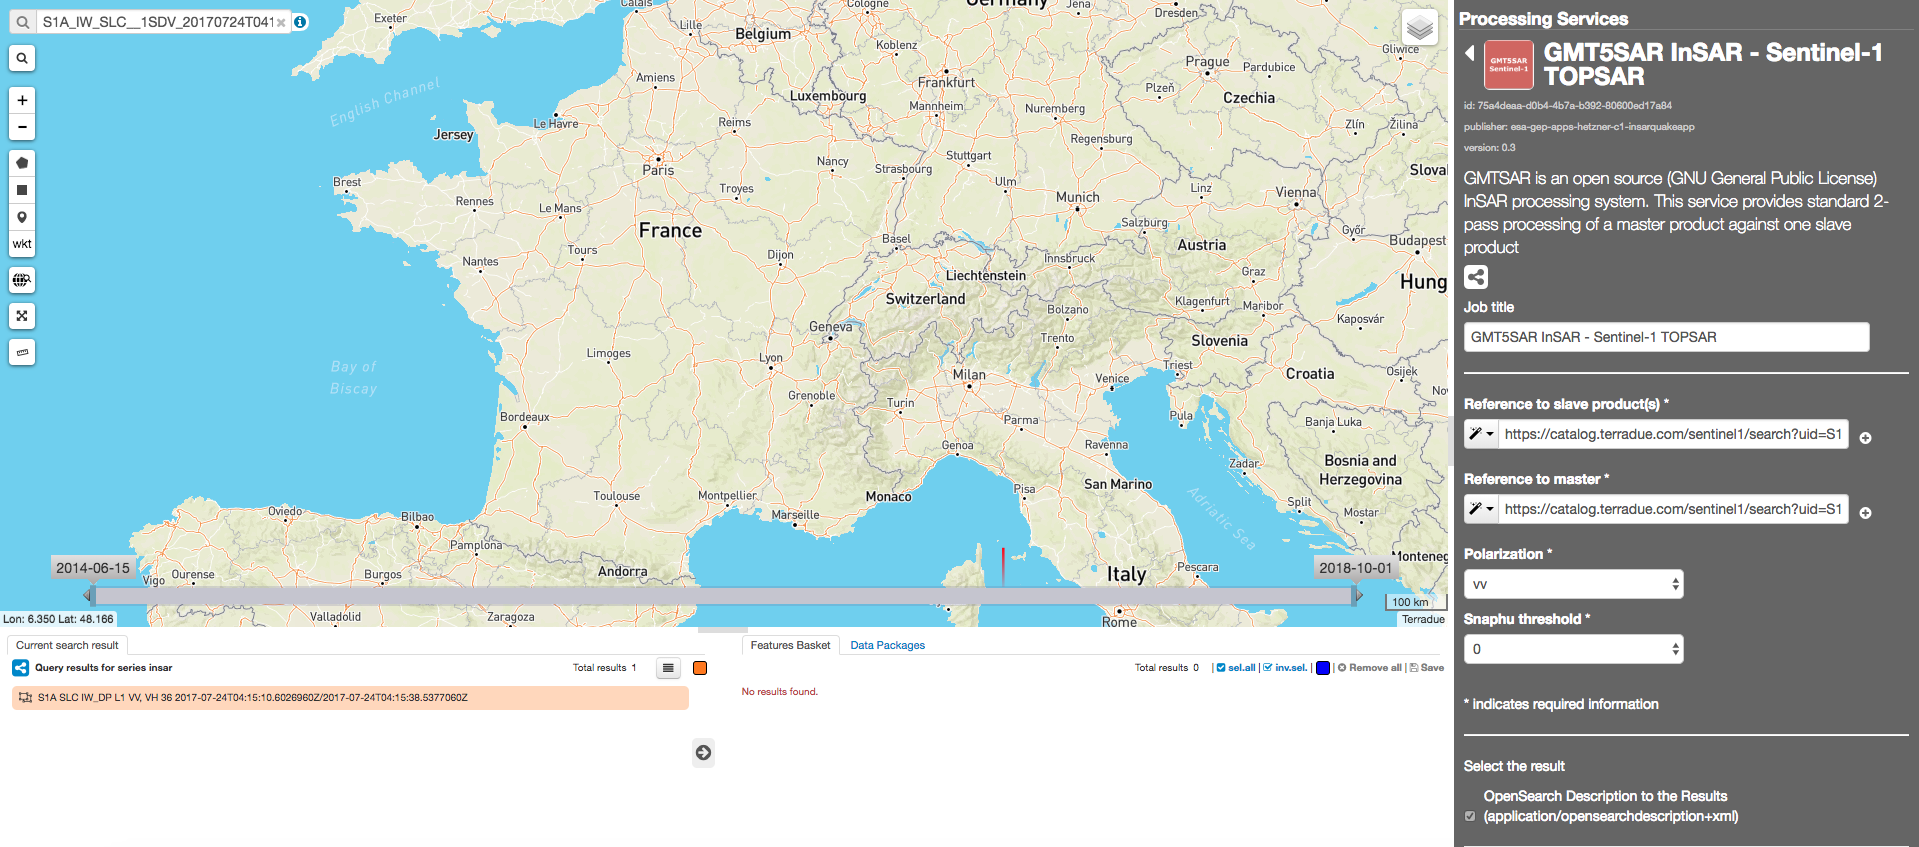 S1A_IW_SLC__1SDV_20170724T041
wkt
Calais
Lille
Belgium
Cologne
Germany
Jena
Dresden
Exeter
Koblenz
Gliwice
English Channel
Amiens
Frankfurt
Prague
Pardubice
Luxembourg
Mannheim
Plzeň
Czechia
Le Havre
Jersey
Reims
Nuremberg
Zlín
Žilina
Regensburg
Paris
Nancy
Strasbourg
Stuttgart
Brest
Troyes
Ulm
Munich
Linz
Vienna
Slova
Rennes
Le Mans
France
Salzburg
Győr
Budapest
Tours
Dijon
Basel
Austria
Nantes
Liechtenstein
Innsbruck
Graz
Hung
Switzerland
Klagenfurt
Maribor
Bolzano
Kaposvár
Geneva
Trento
Slovenia
Limoges
Lyon
Bay of
Biscay
Milan
Venice
Triest
Croatia
Osijek
Nov
Grenoble
Turin
Bordeaux
Parma
Pula
Banja Luka
Genoa
Ravenna
Bosnia and
Herzegovina
Zadar
Toulouse
Montpellier
Monaco
Pisa
San Marino
Adriatic Sea
Split
Oviedo
Bilbao
Marseille
Mostar
Pamplona
Montenegr
2014-06-15
Vigo
Ourense
Burgos
Andorra
Italy
Pescara
2018-10-01
Valladolid
Zaragoza
Rome
100 km
Lon: 6.350 Lat: 48.166
Terradue
Current search result
Query results for series insar
Total results 1
S1A SLC IW_DP L1 VV, VH 36 2017-07-24T04:15:10.6026960Z/2017-07-24T04:15:38.5377060Z
Features Basket
Data Packages
Total results 0 | sel.all | inv.sel. | | Remove all | Save
No results found.
Processing Services
GMT5SAR
Sentinel-1
GMT5SAR InSAR - Sentinel-1
TOPSAR
id: 75a4deaa-d0b4-4b7a-b392-80600ed17a84
publisher: esa-gep-apps-hetzner-c1-insarquakeapp
version: 0.3
GMTSAR is an open source (GNU General Public License)
InSAR processing system. This service provides standard 2-
pass processing of a master product against one slave
product
Job title
GMT5SAR InSAR - Sentinel-1 TOPSAR
Reference to slave product(s) *
https://catalog.terradue.com/sentinel1/search?uid=S1
Reference to master *
https://catalog.terradue.com/sentinel1/search?uid=S1
Polarization *
vv
Snaphu threshold *
0
* indicates required information
Select the result
OpenSearch Description to the Results
(application/opensearchdescription+xml)